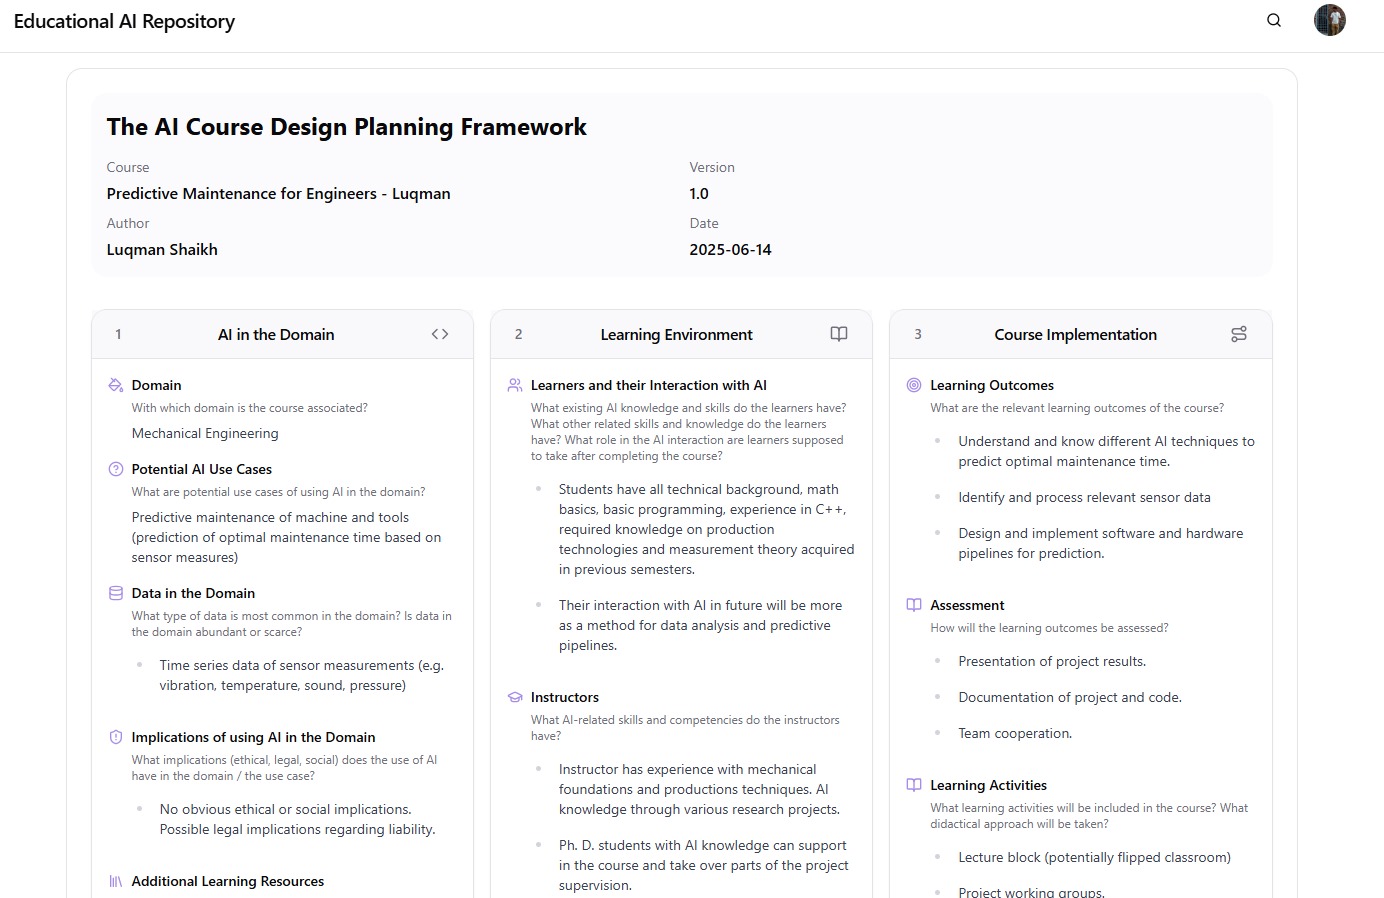 Educational AI Repository
The AI Course Design Planning Framework
Course
Predictive Maintenance for Engineers - Luqman
Version
1.0
Author
Luqman Shaikh
Date
2025-06-14
1
AI in the Domain
Domain
With which domain is the course associated?
Mechanical Engineering
Potential AI Use Cases
What are potential use cases of using AI in the domain?
Predictive maintenance of machine and tools
(prediction of optimal maintenance time based on
sensor measures)
Data in the Domain
What type of data is most common in the domain? Is data in
the domain abundant or scarce?
Time series data of sensor measurements (e.g.
vibration, temperature, sound, pressure)
Implications of using AI in the Domain
What implications (ethical, legal, social) does the use of AI
have in the domain / the use case?
No obvious ethical or social implications.
Possible legal implications regarding liability.
Additional Learning Resources
2
Learning Environment
Learners and their Interaction with AI
What existing AI knowledge and skills do the learners have?
What other related skills and knowledge do the learners
have? What role in the AI interaction are learners supposed
to take after completing the course?
Students have all technical background, math
basics, basic programming, experience in C++,
required knowledge on production
technologies and measurement theory acquired
in previous semesters.
Their interaction with AI in future will be more
as a method for data analysis and predictive
pipelines.
Instructors
What AI-related skills and competencies do the instructors
have?
Instructor has experience with mechanical
foundations and productions techniques. AI
knowledge through various research projects.
Ph. D. students with AI knowledge can support
in the course and take over parts of the project
supervision.
3
Course Implementation
Learning Outcomes
What are the relevant learning outcomes of the course?
Understand and know different AI techniques to
predict optimal maintenance time.
Identify and process relevant sensor data
Design and implement software and hardware
pipelines for prediction.
Assessment
How will the learning outcomes be assessed?
Presentation of project results.
Documentation of project and code.
Team cooperation.
Learning Activities
What learning activities will be included in the course? What
didactical approach will be taken?
Lecture block (potentially flipped classroom)
Project working groups.